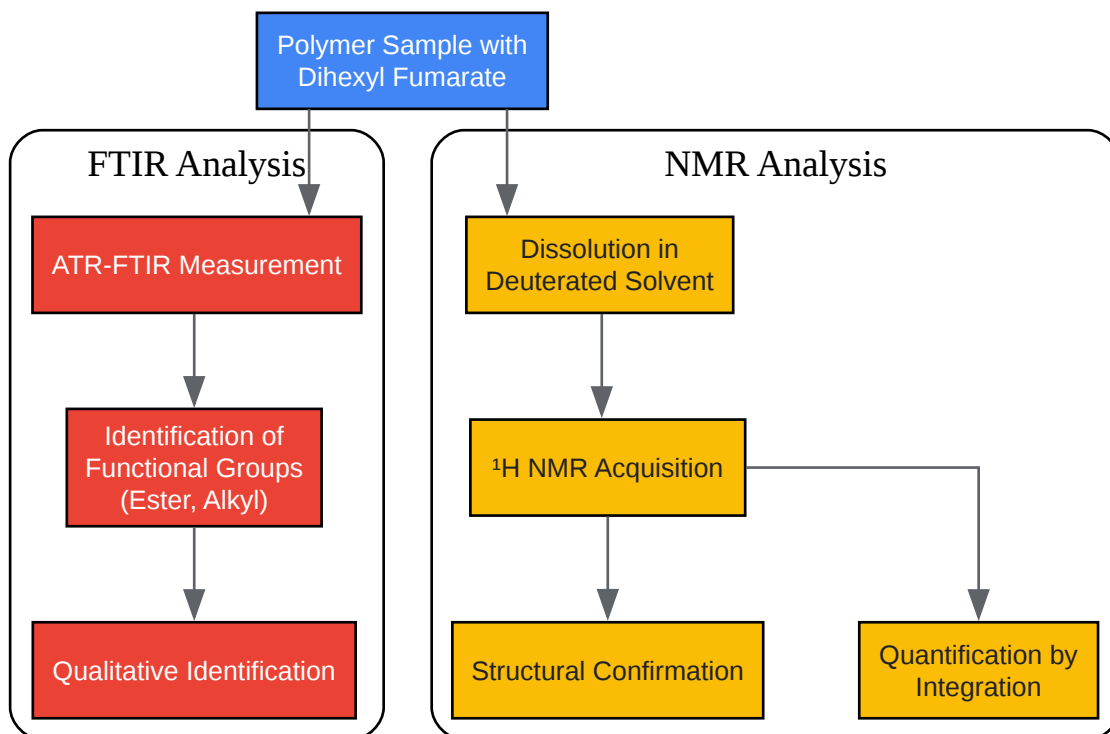 Polymer Sample with
Dihexyl Fumarate
FTIR Analysis
ATR-FTIR Measurement
Identification of
Functional Groups
(Ester, Alkyl)
Qualitative Identification
NMR Analysis
Dissolution in
Deuterated Solvent
¹H NMR Acquisition
Structural Confirmation
Quantification by
Integration